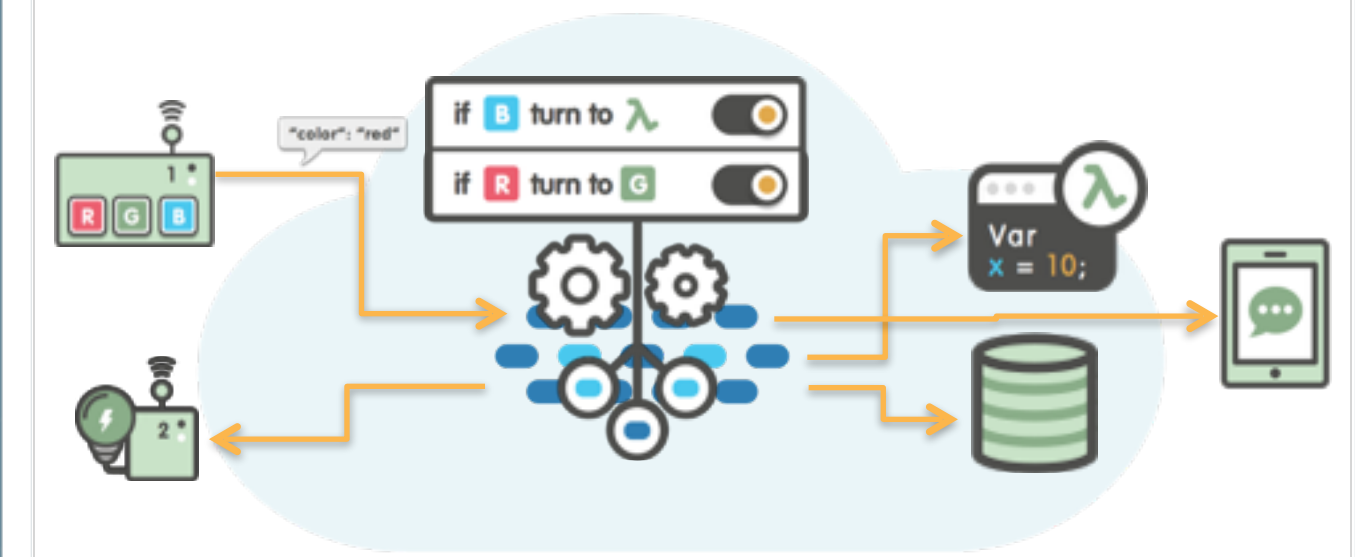 "color": "red"
if B turn to λ
if R turn to G
1
R G B
λ
Var
x = 10;
2